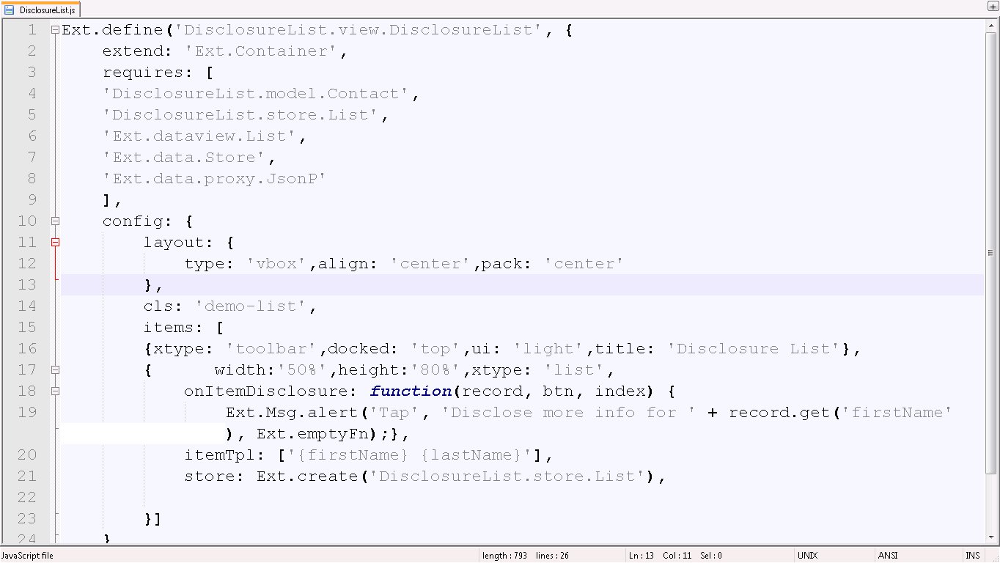 DisclosureList.js
1 Ext.define('DisclosureList.view.DisclosureList', {
2 extend: 'Ext.Container',
3 requires: [
4 'DisclosureList.model.Contact',
5 'DisclosureList.store.List',
6 'Ext.dataview.List',
7 'Ext.data.Store',
8 'Ext.data.proxy.JsonP'
9 ],
10 config: {
11 layout: {
12 type: 'vbox',align: 'center',pack: 'center'
13 },
14 cls: 'demo-list',
15 items: [
16 {xtype: 'toolbar',docked: 'top',ui: 'light',title: 'Disclosure List'},
17 { width:'50%',height:'80%',xtype: 'list',
18 onItemDisclosure: function(record, btn, index) {
19 Ext.Msg.alert('Tap', 'Disclose more info for ' + record.get('firstName'
), Ext.emptyFn);},
20 itemTpl: ['{firstName} {lastName}'],
21 store: Ext.create('DisclosureList.store.List'),
22
23 }]
24 }
JavaScript file length : 793 lines : 26 Ln : 13 Col : 11 Sel : 0 UNIX ANSI INS